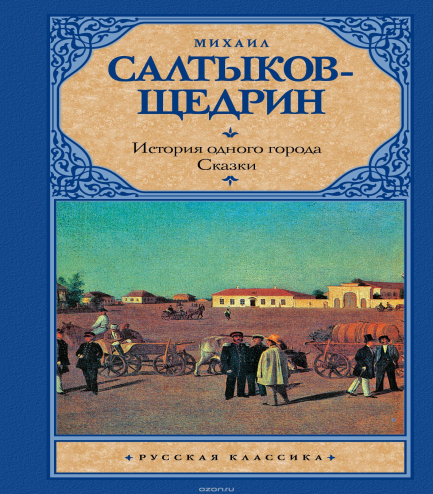 МИХАИЛ
САЛТЫКОВ-
ЩЕДРИН
История одного города
Сказки
РУССКАЯ КЛАССИКА
ozon.ru